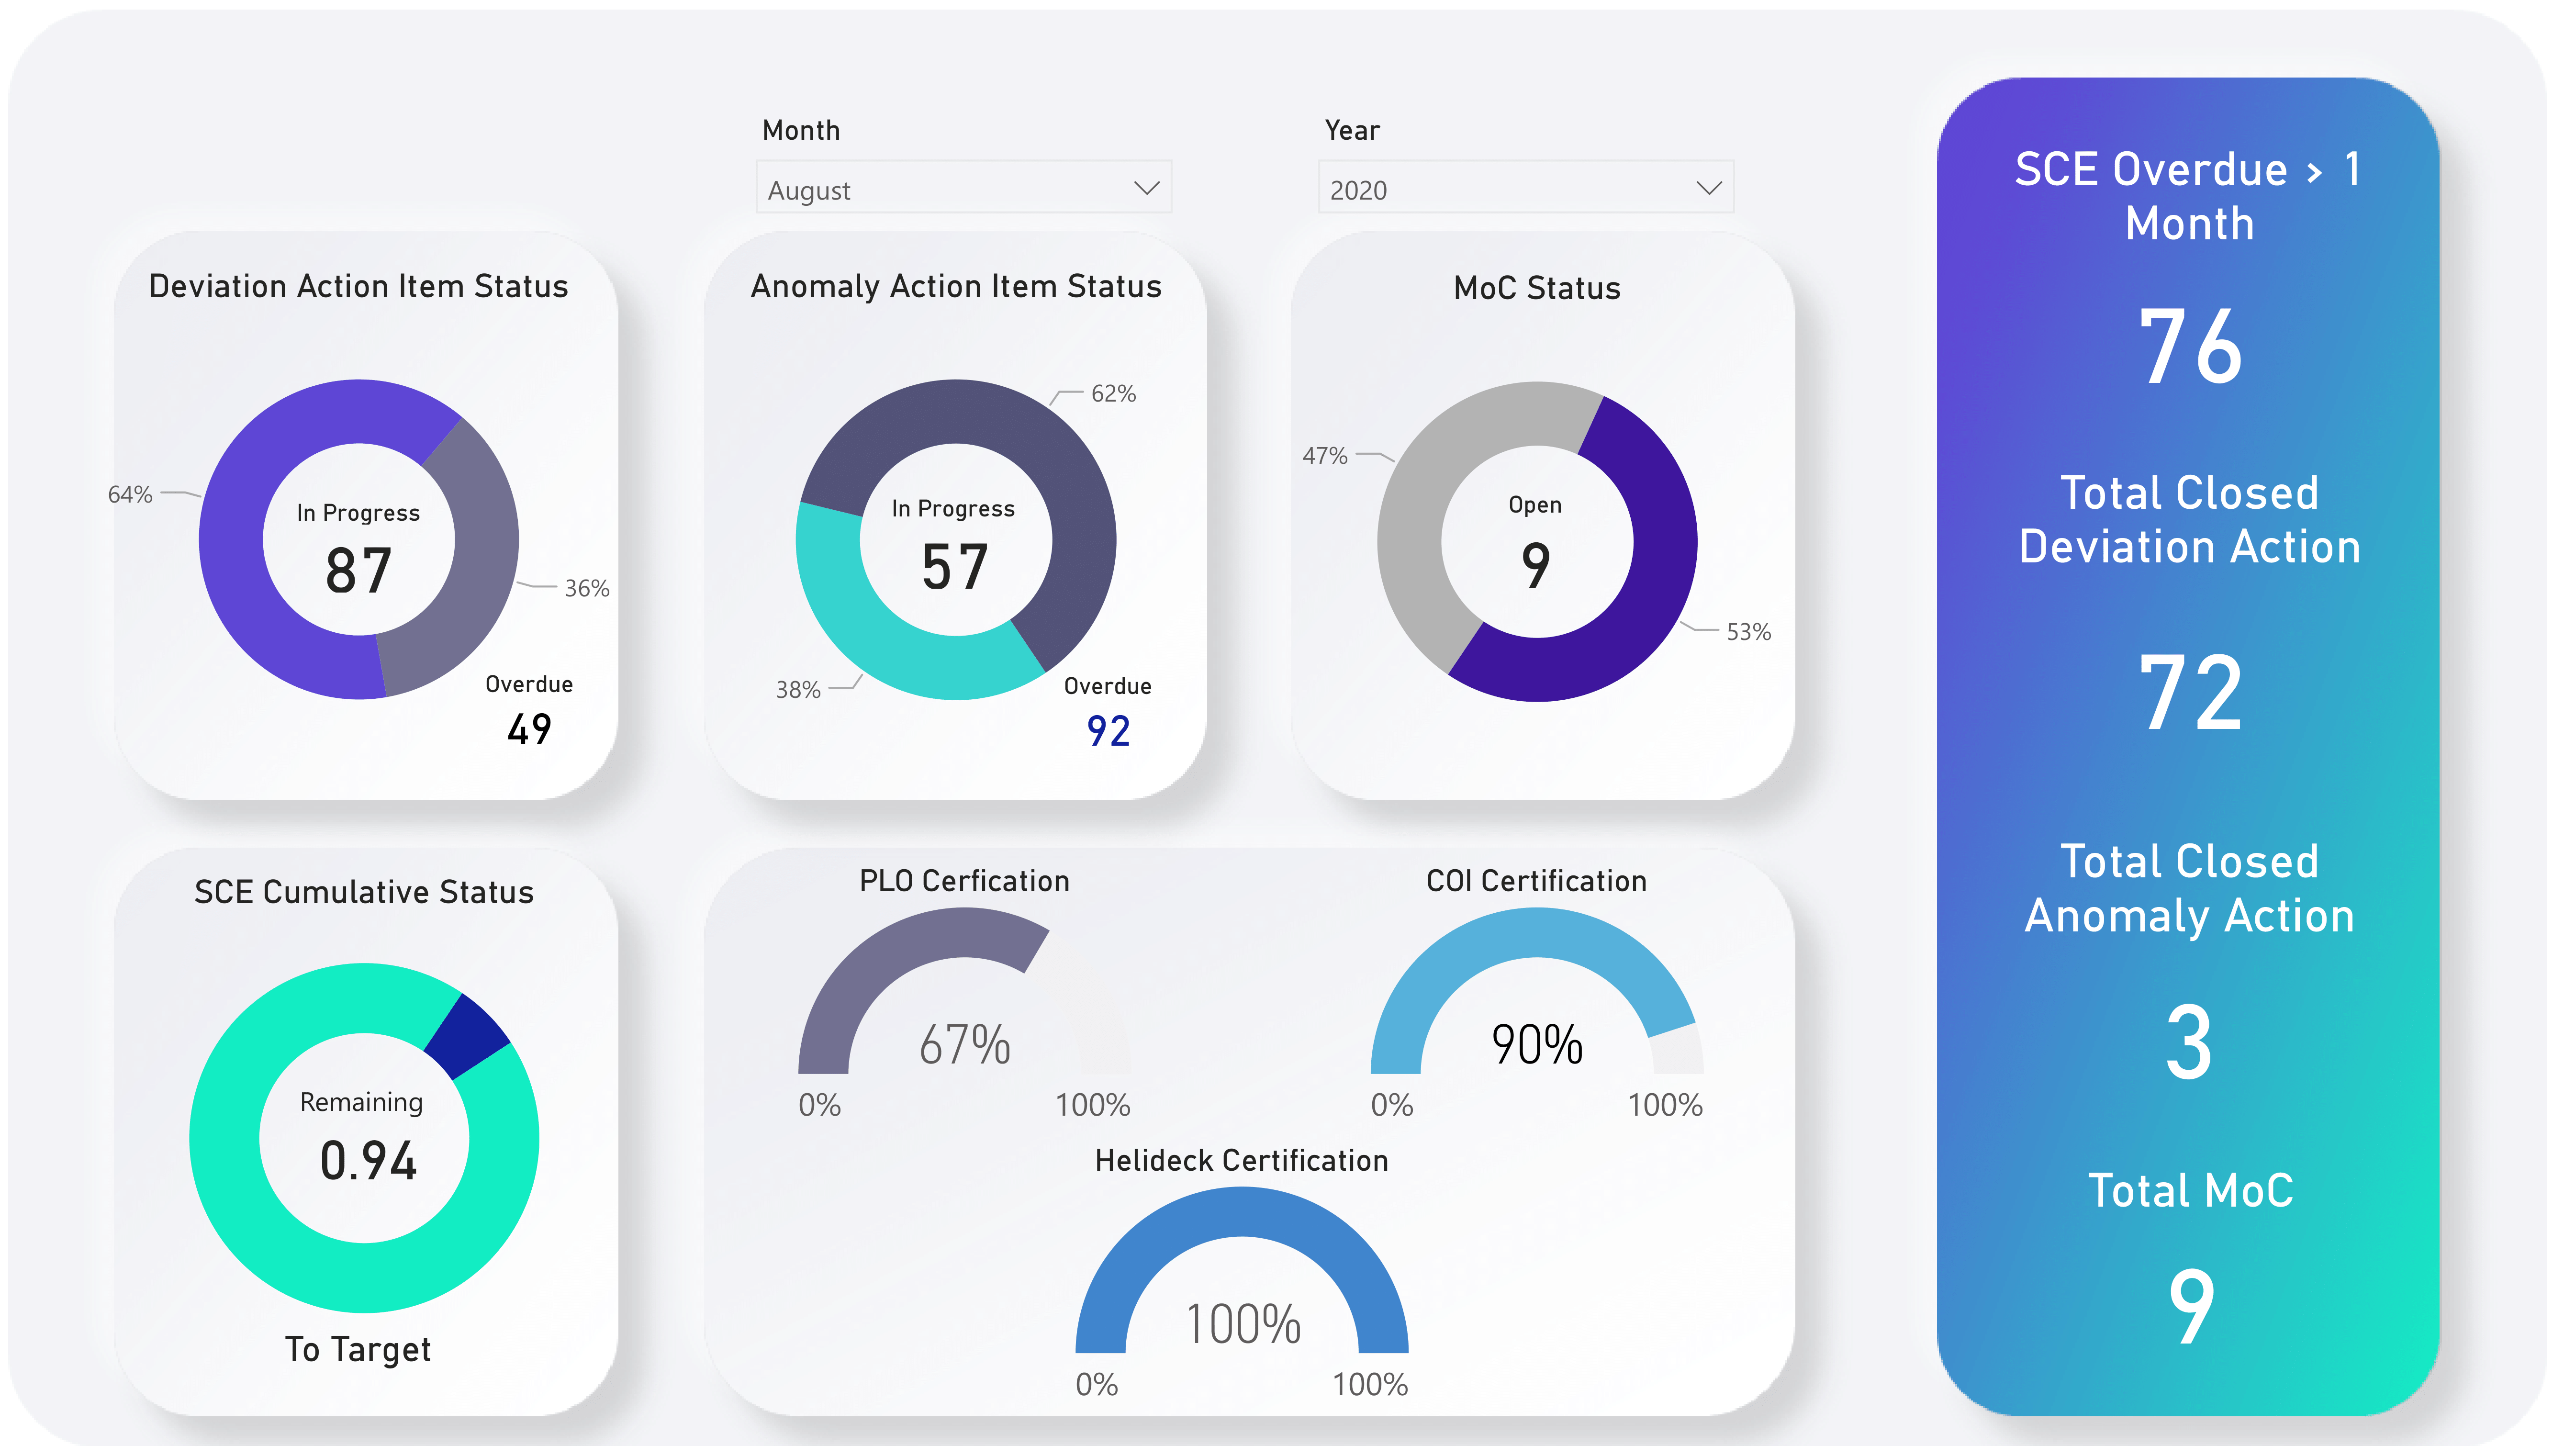 Month
August
Year
2020
Deviation Action Item Status
64%
In Progress
87
36%
Overdue
49
Anomaly Action Item Status
62%
In Progress
57
38%
Overdue
92
MoC Status
47%
Open
9
53%
SCE Cumulative Status
Remaining
0.94
To Target
PLO Cerfication
67%
0%
100%
COI Certification
90%
0%
100%
Helideck Certification
100%
0%
100%
SCE Overdue > 1
Month
76
Total Closed
Deviation Action
72
Total Closed
Anomaly Action
3
Total MoC
9